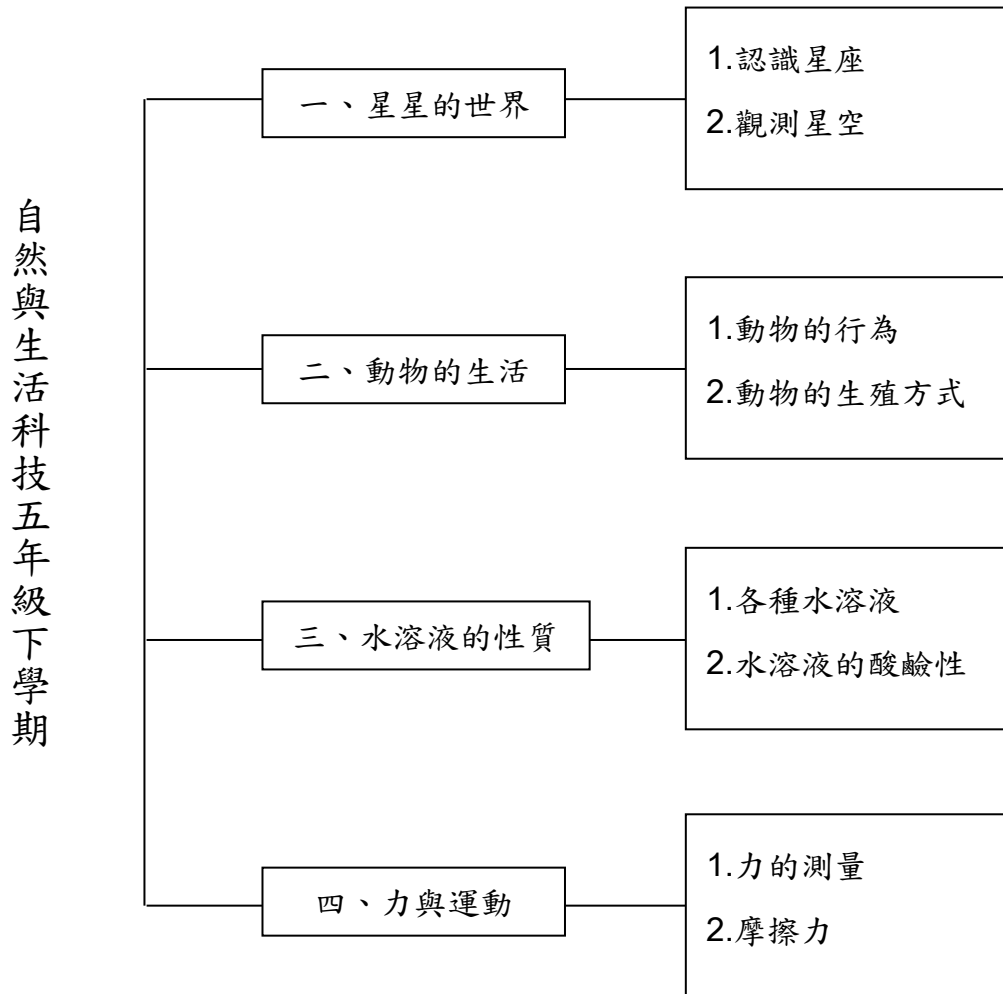 自然與生活科技五年級下學期
一、星星的世界
1.認識星座
2.觀測星空
二、動物的生活
1.動物的行為
2.動物的生殖方式
三、水溶液的性質
1.各種水溶液
2.水溶液的酸鹼性
四、力與運動
1.力的測量
2.摩擦力